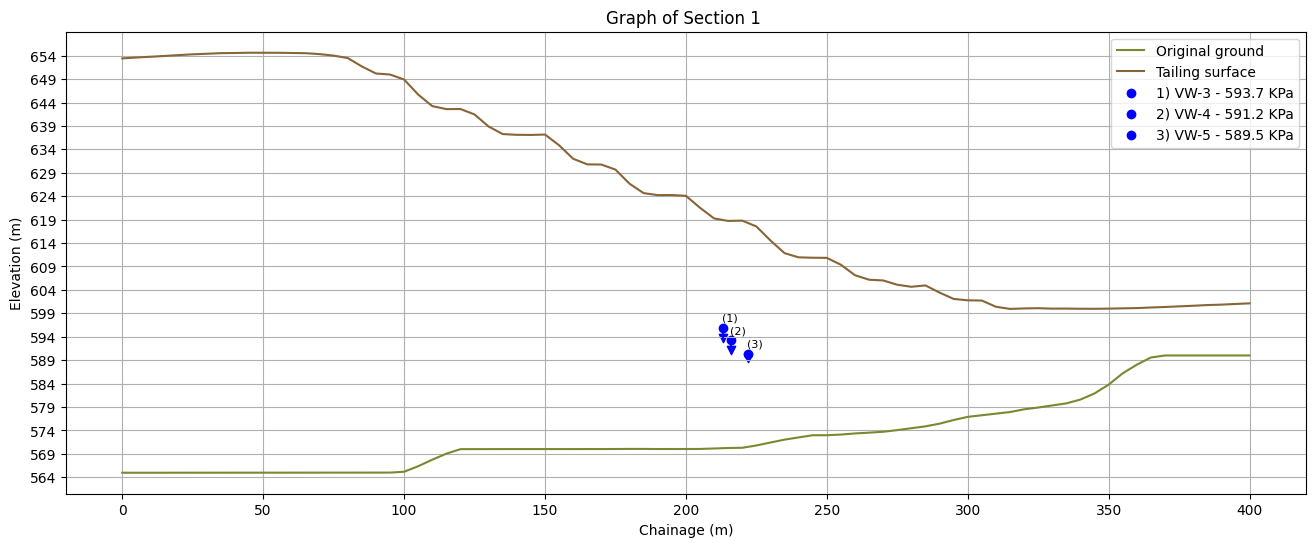 Graph of Section 1
Original ground
Tailing surface
1) VW-3 - 593.7 KPa
2) VW-4 - 591.2 KPa
3) VW-5 - 589.5 KPa
Elevation (m)
654
649
644
639
634
629
624
619
614
609
604
599
594
589
584
579
574
569
564
(1)
(2)
(3)
0 50 100 150 200 250 300 350 400
Chainage (m)